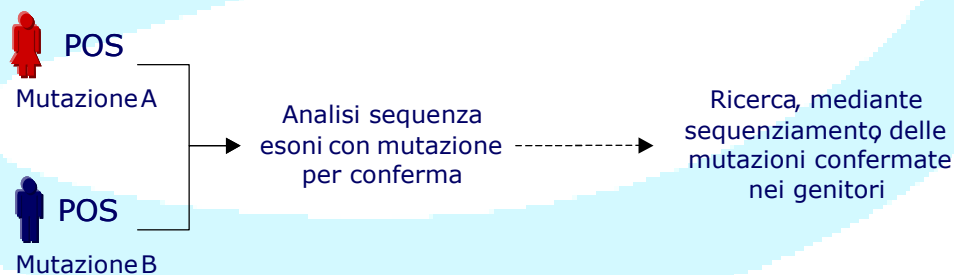 POS
Mutazione A
POS
Mutazione B
Analisi sequenza
esoni con mutazione
per conferma
Ricerca, mediante
sequenziamento, delle
mutazioni confermate
nei genitori